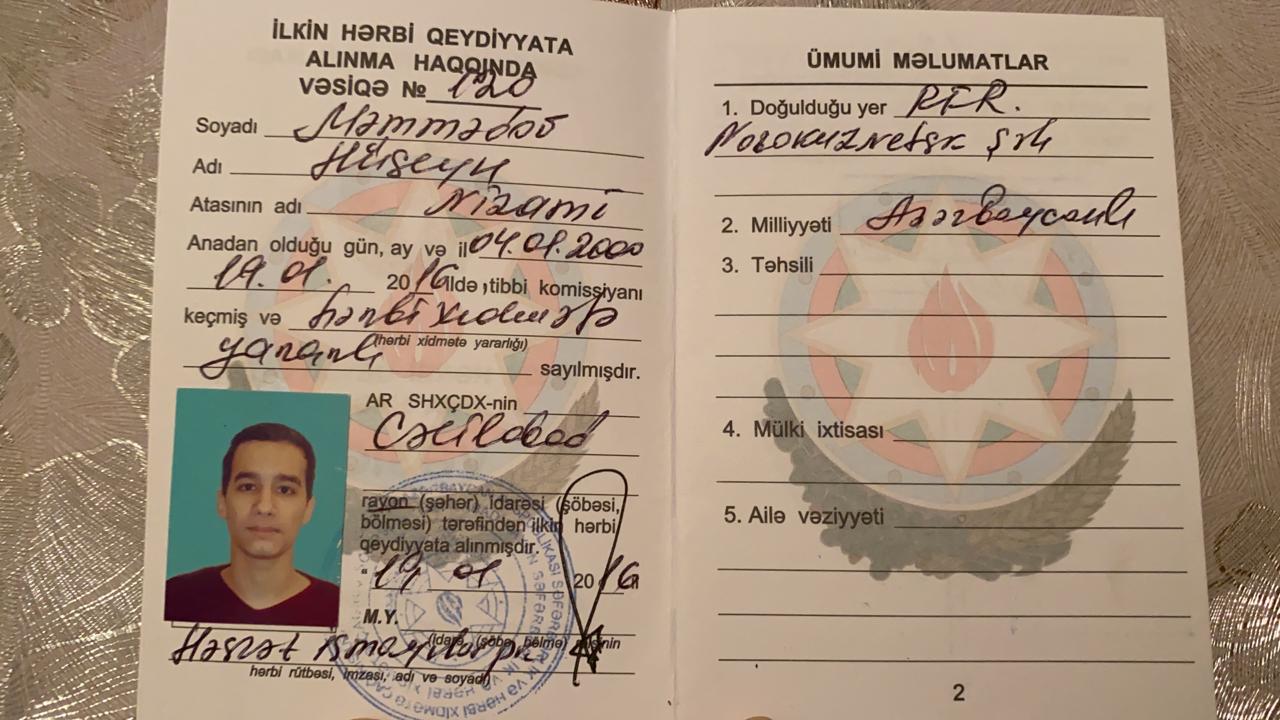 İLKİN HƏRBİ QEYDİYYATA
ALINMA HAQQINDA
VƏSİQƏ № 120
Soyadı Məmmədov
Adı Hüseyn
Atasının adı Nizami
Anadan olduğu gün, ay və il 04.01.2000
19.01. 2016 ildə, tibbi komissiyanı
keçmiş və hərbi xidmətə
(hərbi xidmətə yararlığı)
yararlı sayılmışdır.
AR SHXÇDX-nin
Cəlilabad
rayon (şəhər) idarəsi (şöbəsi,
bölməsi) tərəfindən ilkin hərbi
qeydiyyata alınmışdır.
" 19 01 2016
M.Y.
(idarə (şöbə, bölmə) rəisinin
Həsrət
hərbi rütbəsi, imzası, adı və soyadı)
ÜMUMİ MƏLUMATLAR
1. Doğulduğu yer RFR.
Novokuznetsk şəh
2. Milliyyəti Azərbaycanlı
3. Təhsili
4. Mülki ixtisası
5. Ailə vəziyyəti
2